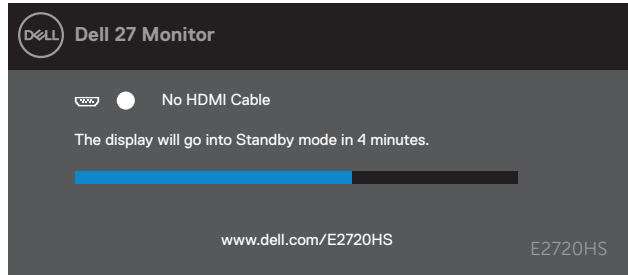 DELL Dell 27 Monitor
No HDMI Cable
The display will go into Standby mode in 4 minutes.
www.dell.com/E2720HS
E2720HS